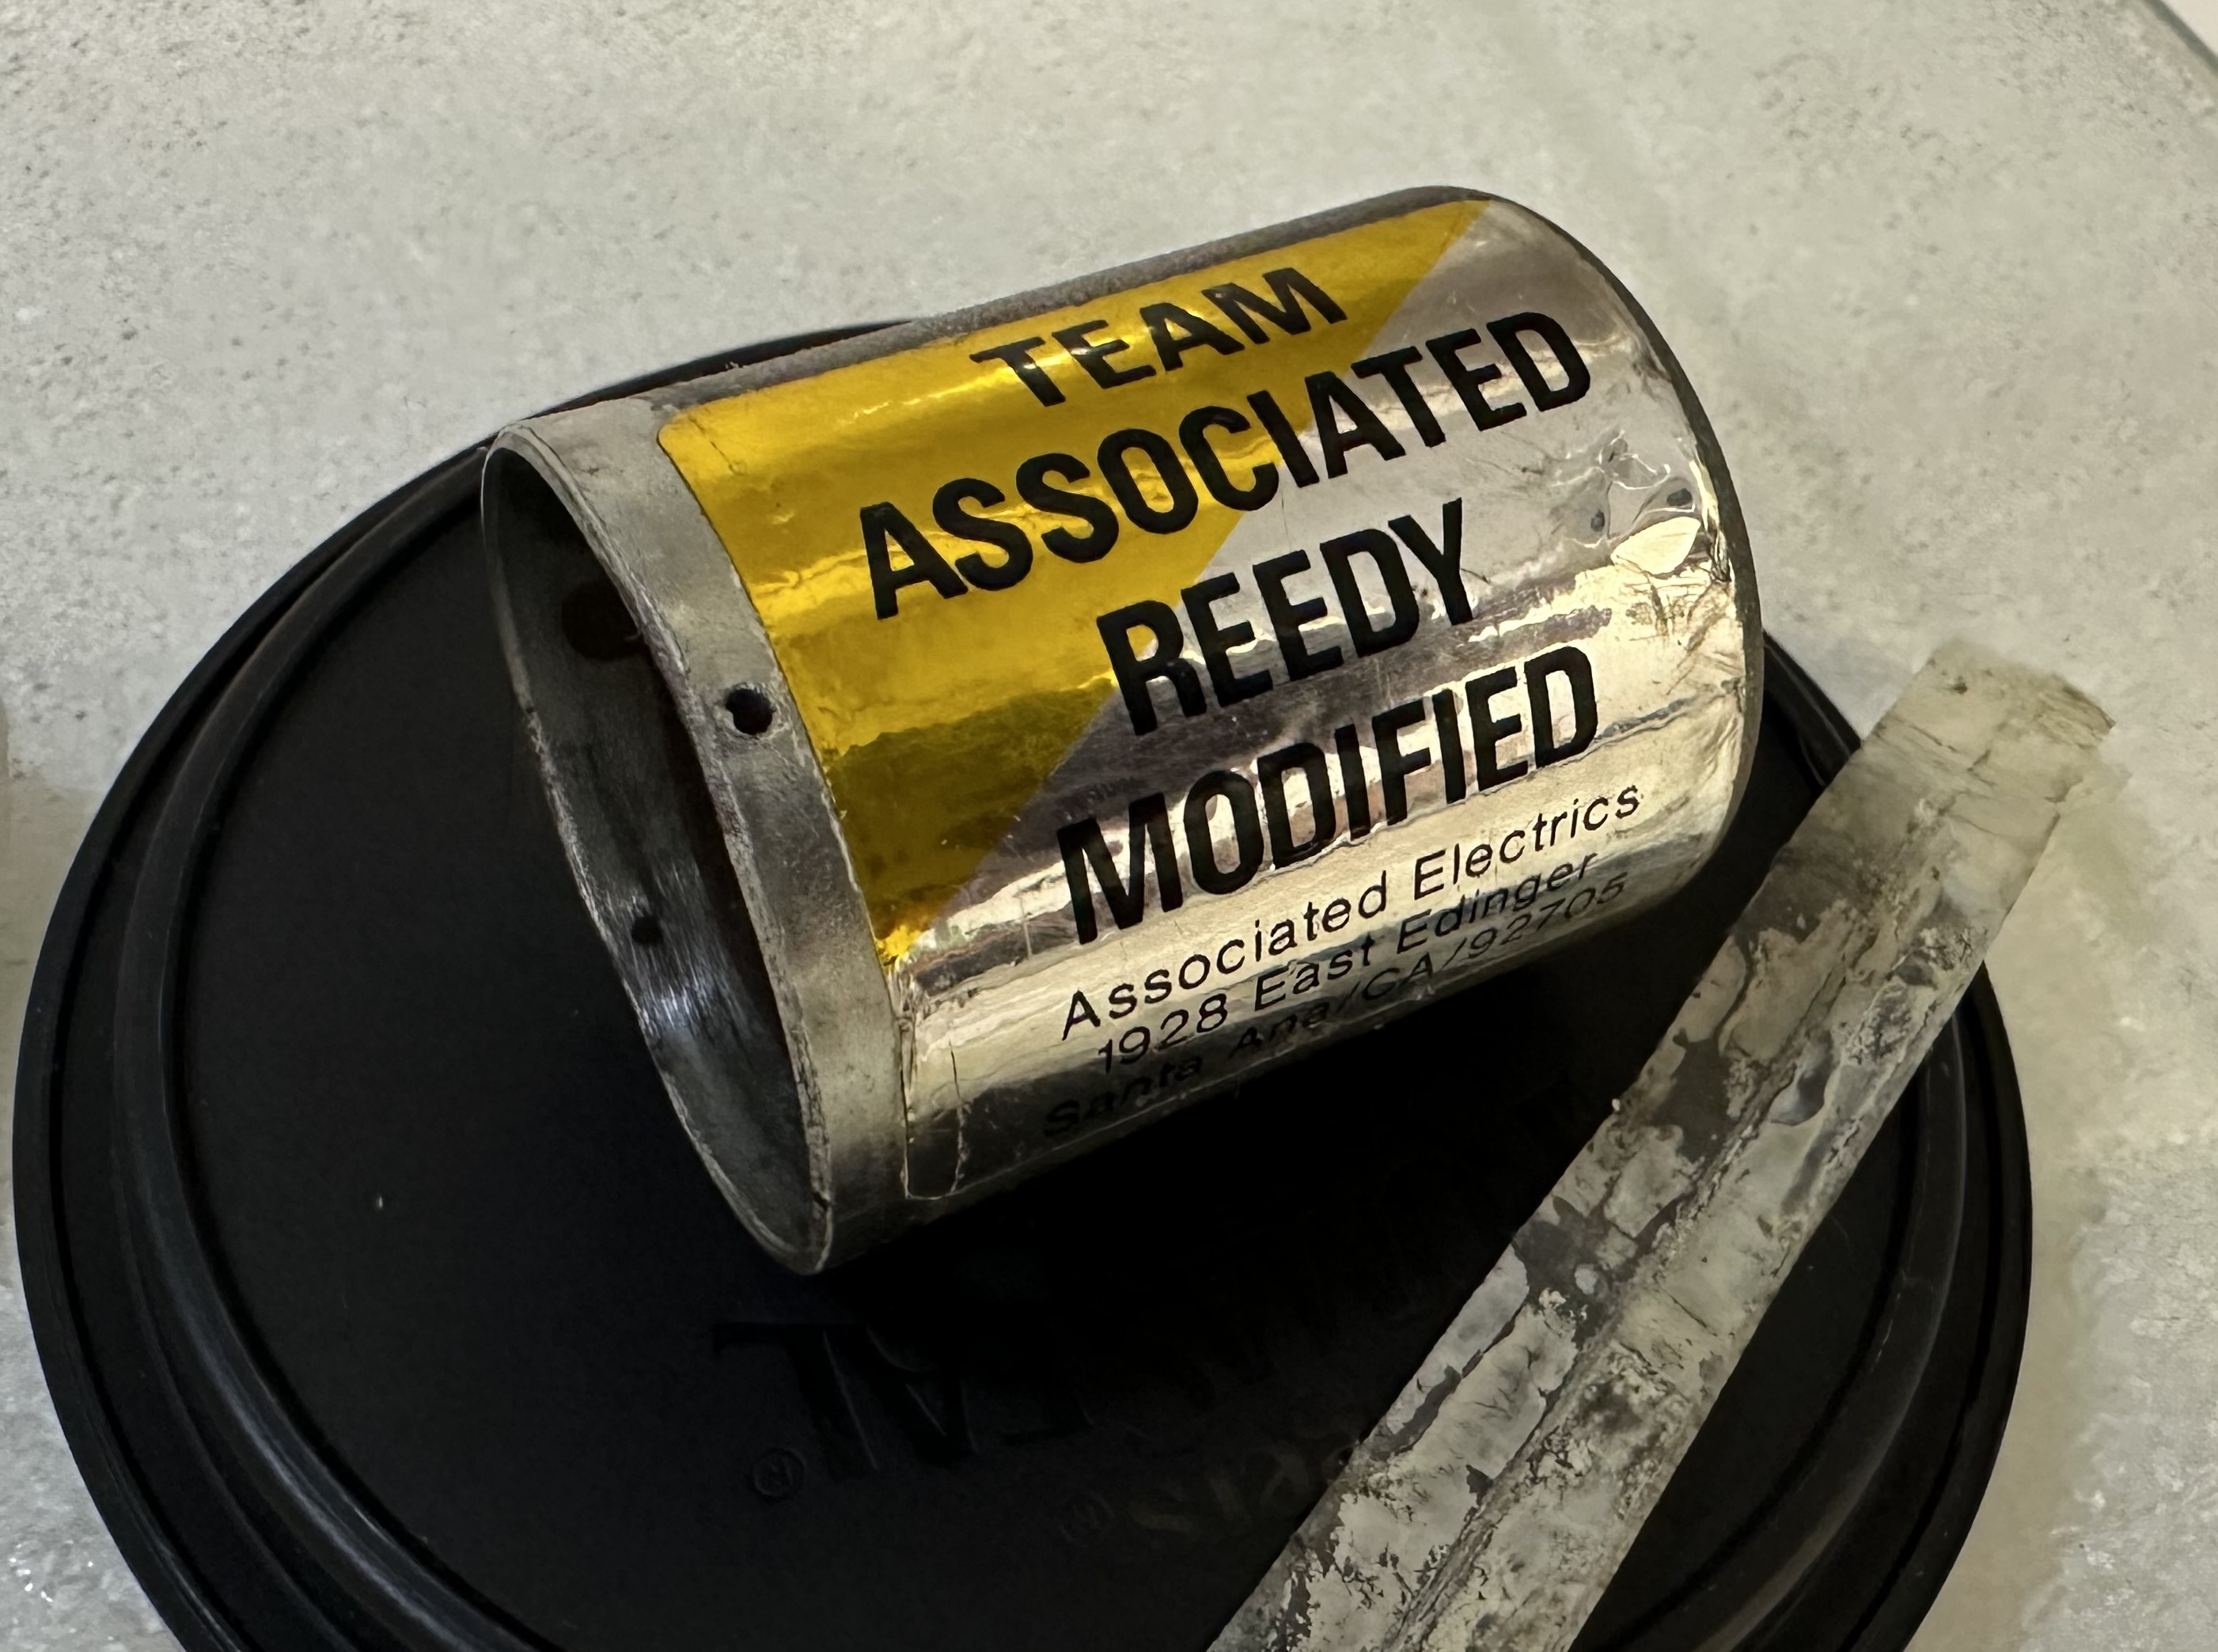 TEAM
ASSOCIATED
REEDY
MODIFIED
Associated Electrics
1928 East Edinger
Santa Ana/CA/92705
®